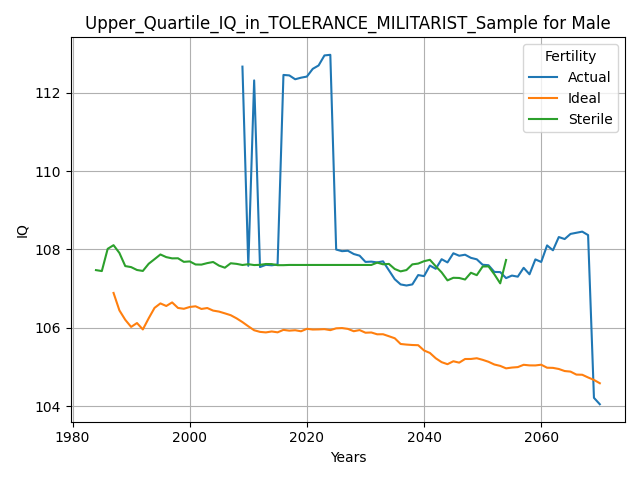 Upper_Quartile_IQ_in_TOLERANCE_MILITARIST_Sample for Male
Fertility
Actual
Ideal
Sterile
112
110
108
106
104
IQ
1980
2000
2020
2040
2060
Years